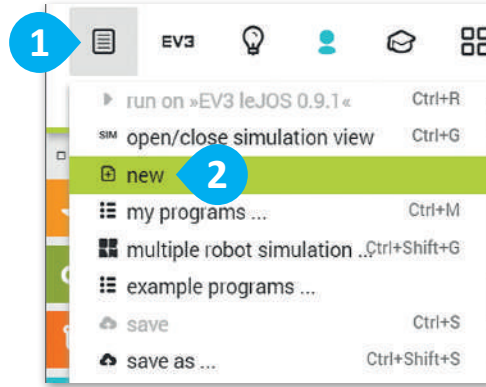 1
EV3
run on »EV3 leJOS 0.9.1« Ctrl+R
SIM open/close simulation view Ctrl+G
new 2
my programs ... Ctrl+M
multiple robot simulation ... Ctrl+Shift+G
example programs ...
save Ctrl+S
save as ... Ctrl+Shift+S